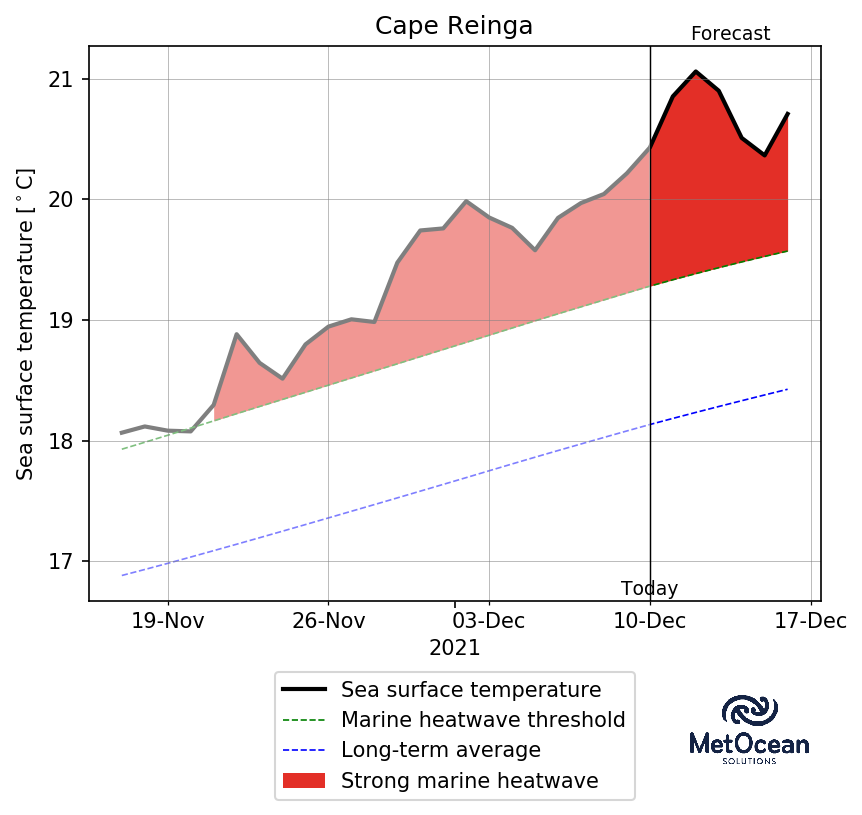 Cape Reinga
Forecast
Sea surface temperature [°C]
21
20
19
18
17
Today
19-Nov
26-Nov
03-Dec
10-Dec
17-Dec
2021
Sea surface temperature
Marine heatwave threshold
Long-term average
Strong marine heatwave
MetOcean
SOLUTIONS